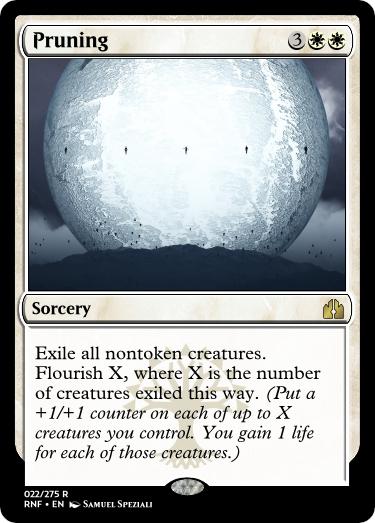 Pruning 3
Sorcery
Exile all nontoken creatures.
Flourish X, where X is the number
of creatures exiled this way. (Put a
+1/+1 counter on each of up to X
creatures you control. You gain 1 life
for each of those creatures.)
022/275 R
RNF • EN Samuel Speziali